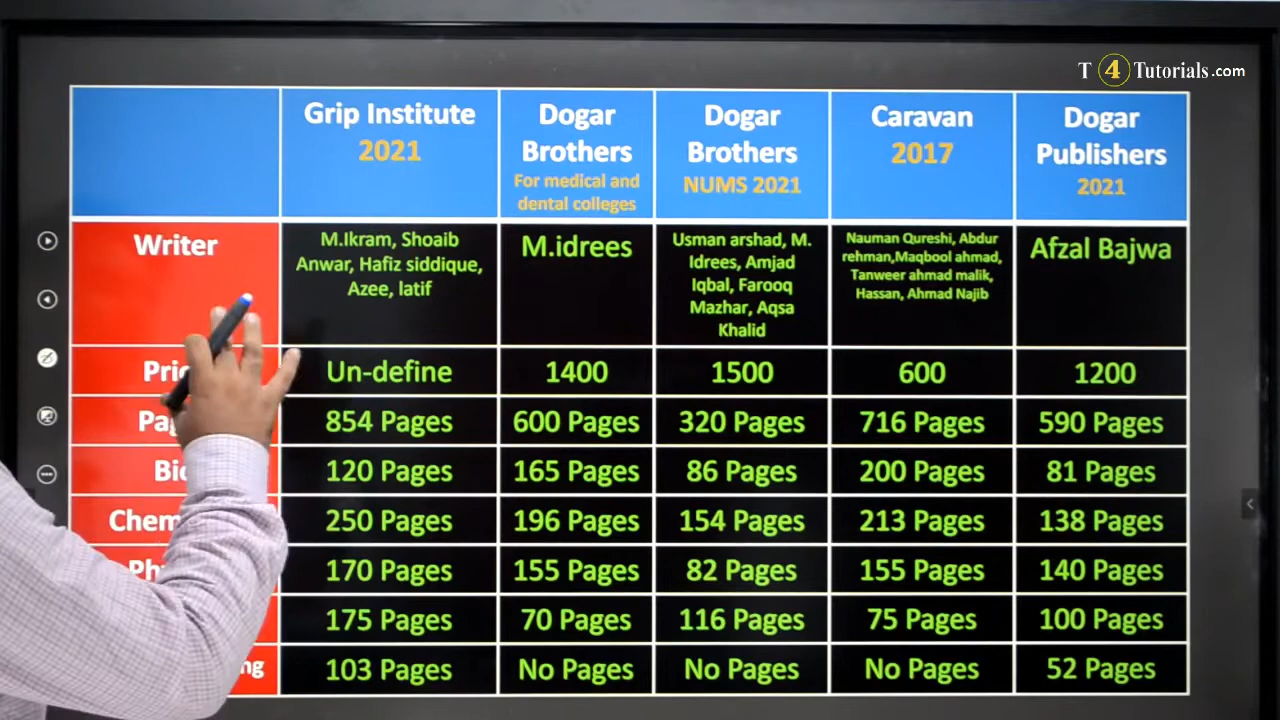 T 4 Tutorials.com
Grip Institute
2021
Dogar
Brothers
For medical and
dental colleges
Dogar
Brothers
NUMS 2021
Caravan
2017
Dogar
Publishers
2021
Writer
M.Ikram, Shoaib
Anwar, Hafiz siddique,
Azee, latif
M.idrees
Usman arshad, M.
Idrees, Amjad
Iqbal, Farooq
Mazhar, Aqsa
Khalid
Nauman Qureshi, Abdur
rehman,Maqbool ahmad,
Tanweer ahmad malik,
Hassan, Ahmad Najib
Afzal Bajwa
Un-define
1400
1500
600
1200
854 Pages
600 Pages
320 Pages
716 Pages
590 Pages
120 Pages
165 Pages
86 Pages
200 Pages
81 Pages
250 Pages
196 Pages
154 Pages
213 Pages
138 Pages
170 Pages
155 Pages
82 Pages
155 Pages
140 Pages
175 Pages
70 Pages
116 Pages
75 Pages
100 Pages
103 Pages
No Pages
No Pages
No Pages
52 Pages